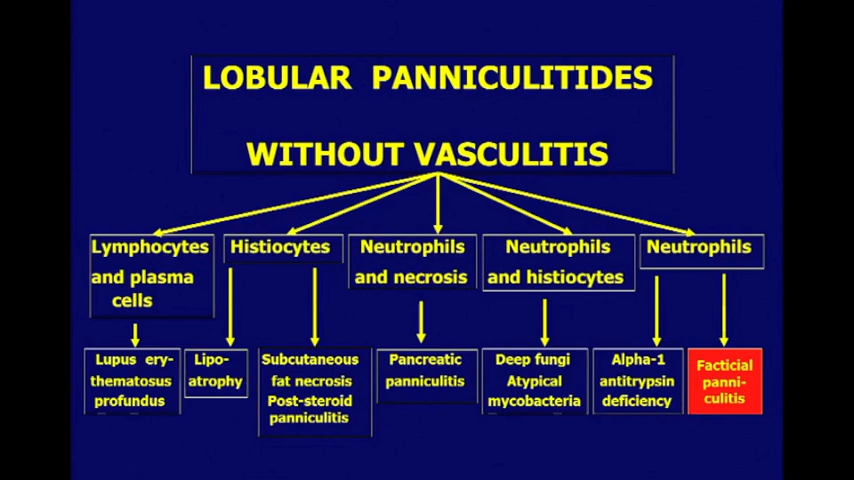 LOBULAR PANNICULITIDES
WITHOUT VASCULITIS
Lymphocytes
and plasma
cells
Histiocytes
Neutrophils
and necrosis
Neutrophils
and histiocytes
Neutrophils
Lupus ery-
thematosus
profundus
Lipo-
atrophy
Subcutaneous
fat necrosis
Post-steroid
panniculitis
Pancreatic
panniculitis
Deep fungi
Atypical
mycobacteria
Alpha-1
antitrypsin
deficiency
Facticial
panni-
culitis